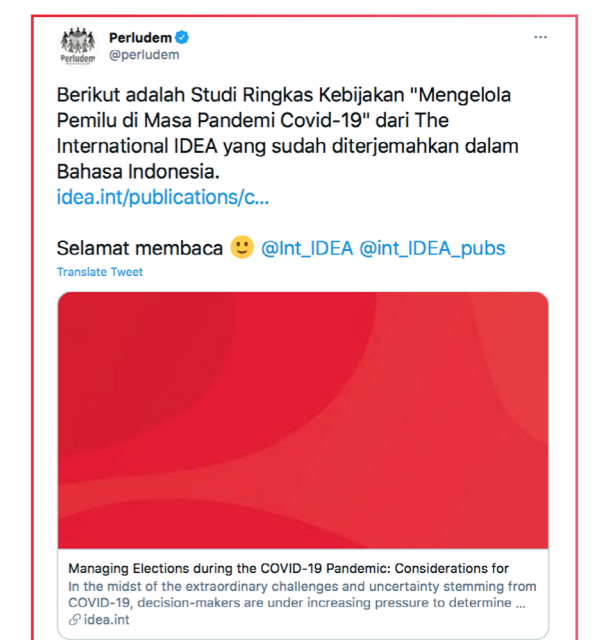 Perludem
@perludem
Perludem
Berikut adalah Studi Ringkas Kebijakan "Mengelola
Pemilu di Masa Pandemi Covid-19" dari The
International IDEA yang sudah diterjemahkan dalam
Bahasa Indonesia.
idea.int/publications/c...
Selamat membaca 🙂 @Int_IDEA @int_IDEA_pubs
Translate Tweet
Managing Elections during the COVID-19 Pandemic: Considerations for
In the midst of the extraordinary challenges and uncertainty stemming from
COVID-19, decision-makers are under increasing pressure to determine ...
idea.int